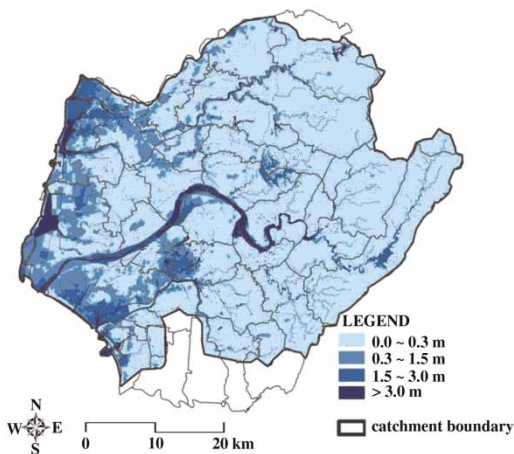 LEGEND
0.0 ~ 0.3 m
0.3 ~ 1.5 m
1.5 ~ 3.0 m
> 3.0 m
catchment boundary
N
W E
S
0 10 20 km